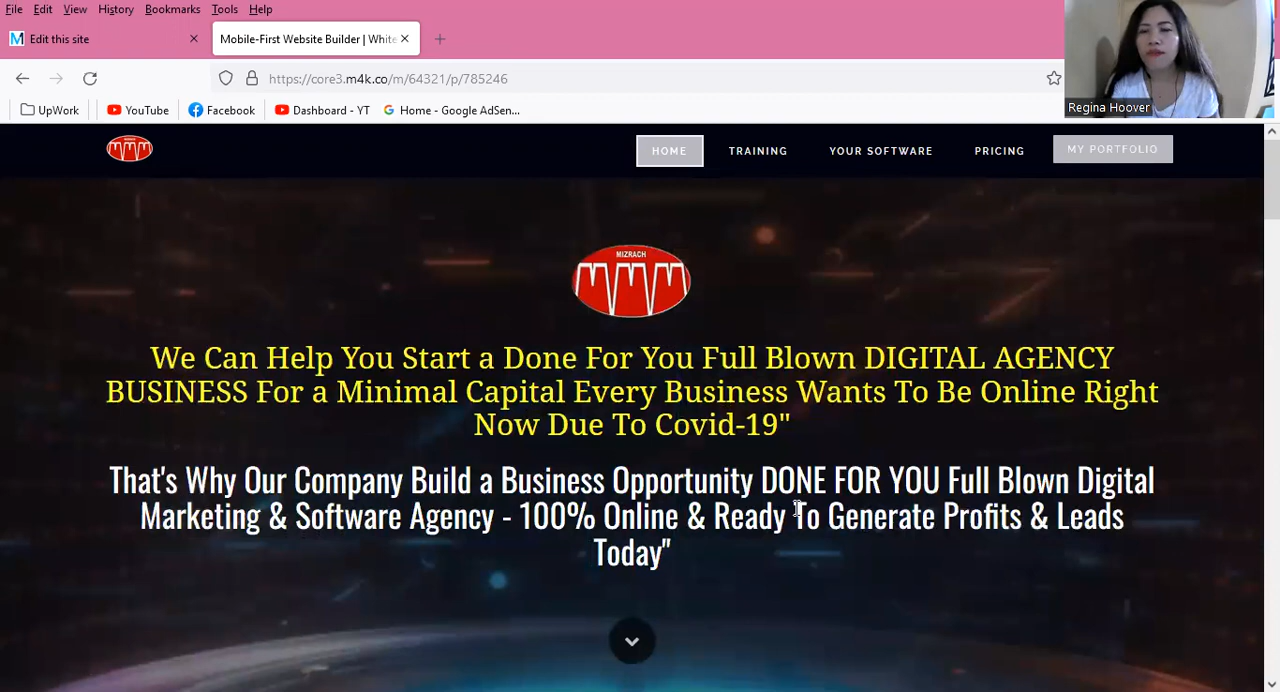 File Edit View History Bookmarks Tools Help
Edit this site
Mobile-First Website Builder | White
https://core3.m4k.co/m/64321/p/785246
Regina Hoover
UpWork YouTube Facebook Dashboard - YT Home - Google AdSen...
HOME TRAINING YOUR SOFTWARE PRICING MY PORTFOLIO
MIZRACH
We Can Help You Start a Done For You Full Blown DIGITAL AGENCY
BUSINESS For a Minimal Capital Every Business Wants To Be Online Right
Now Due To Covid-19"
That's Why Our Company Build a Business Opportunity DONE FOR YOU Full Blown Digital
Marketing & Software Agency - 100% Online & Ready To Generate Profits & Leads
Today"